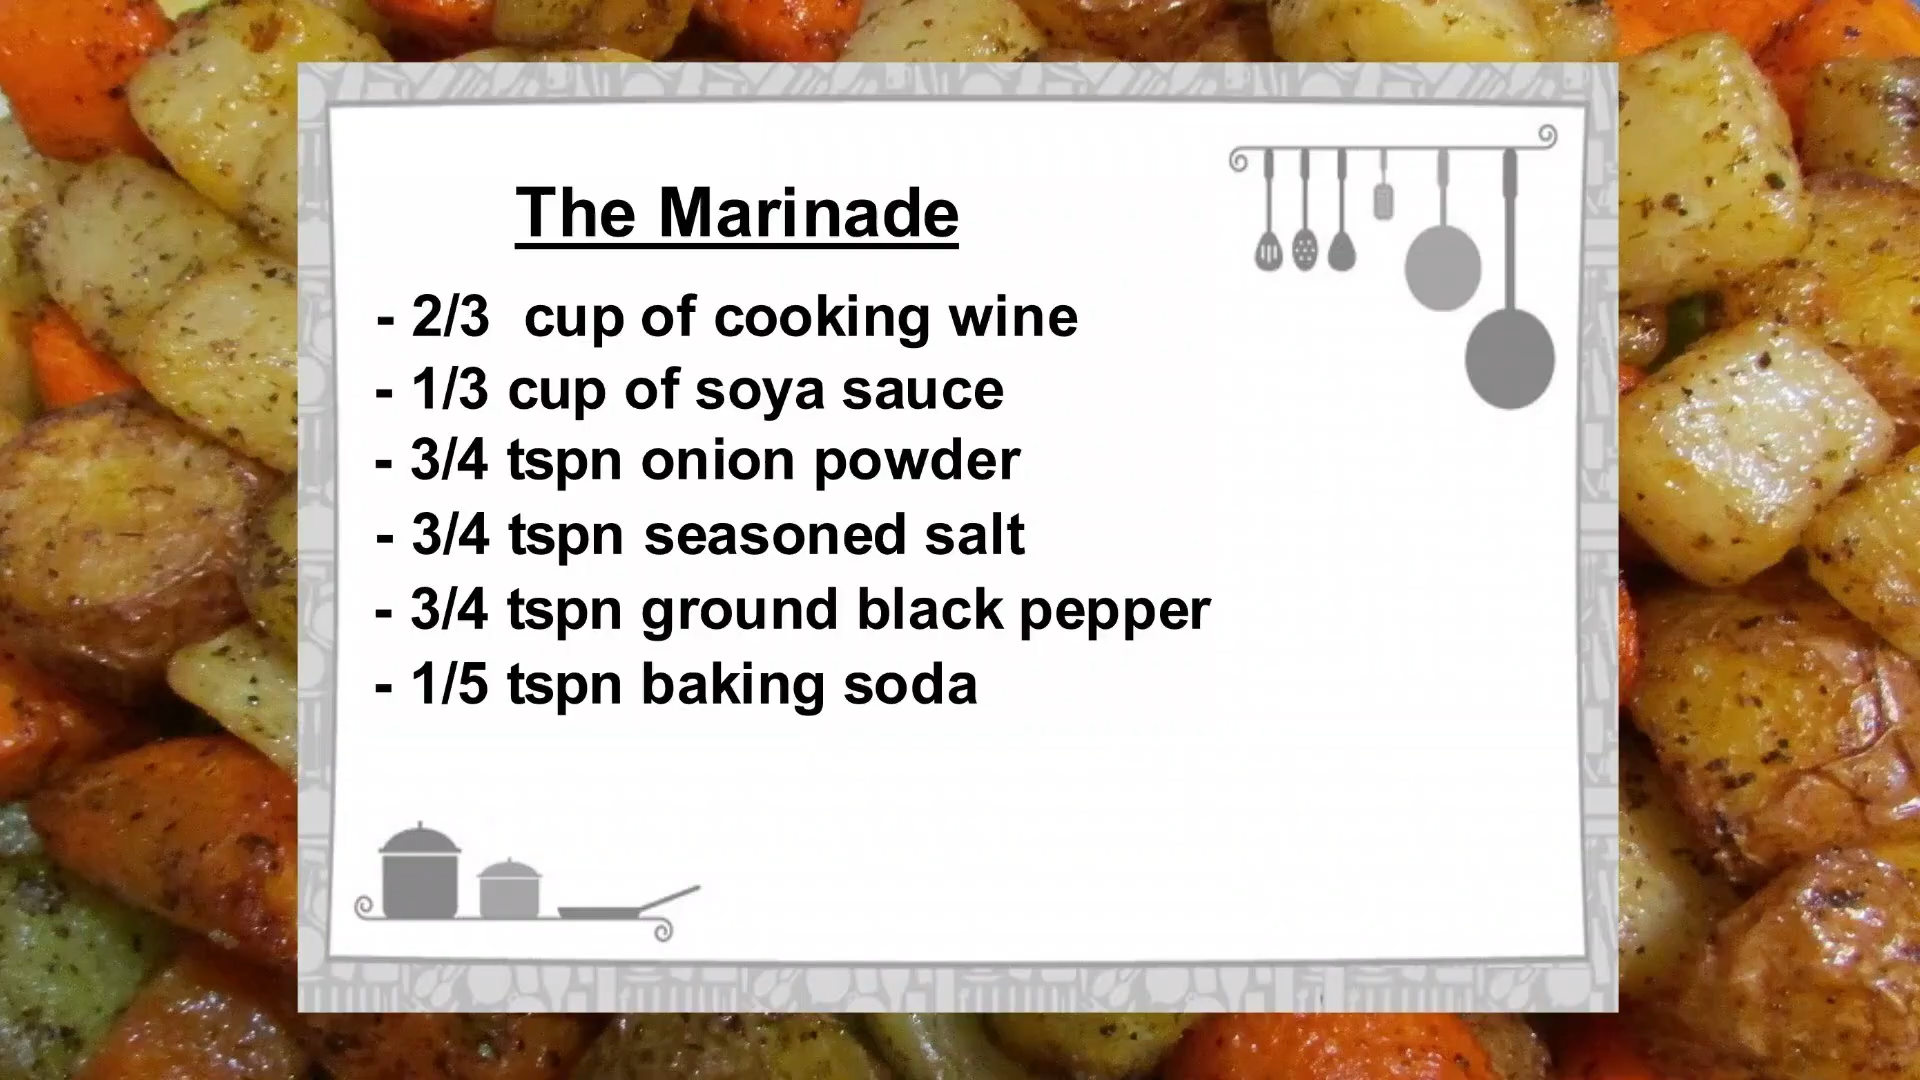 The Marinade
- 2/3 cup of cooking wine
- 1/3 cup of soya sauce
- 3/4 tspn onion powder
- 3/4 tspn seasoned salt
- 3/4 tspn ground black pepper
- 1/5 tspn baking soda